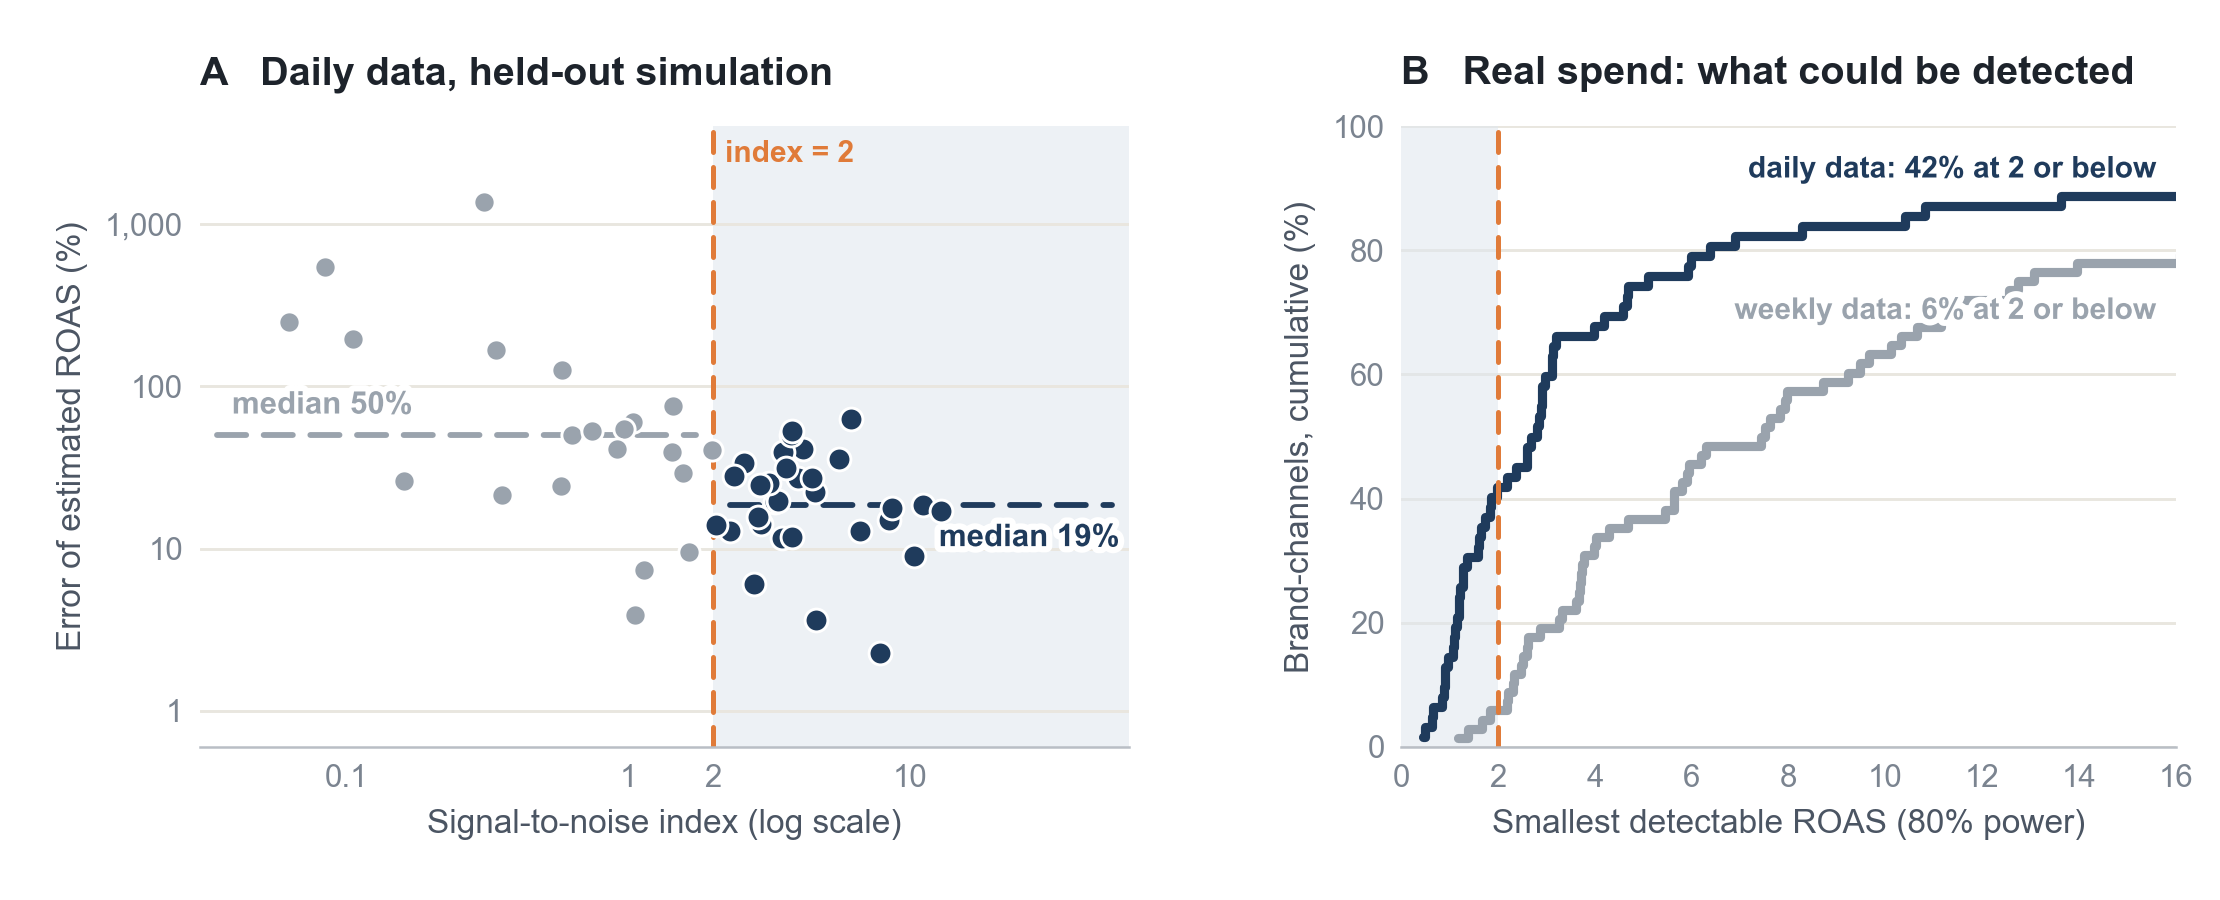 A Daily data, held-out simulation
index = 2
1,000
100
10
1
Error of estimated ROAS (%)
median 50%
median 19%
0.1 1 2 10
Signal-to-noise index (log scale)
B Real spend: what could be detected
100
80
60
40
20
0
Brand-channels, cumulative (%)
daily data: 42% at 2 or below
weekly data: 6% at 2 or below
0 2 4 6 8 10 12 14 16
Smallest detectable ROAS (80% power)